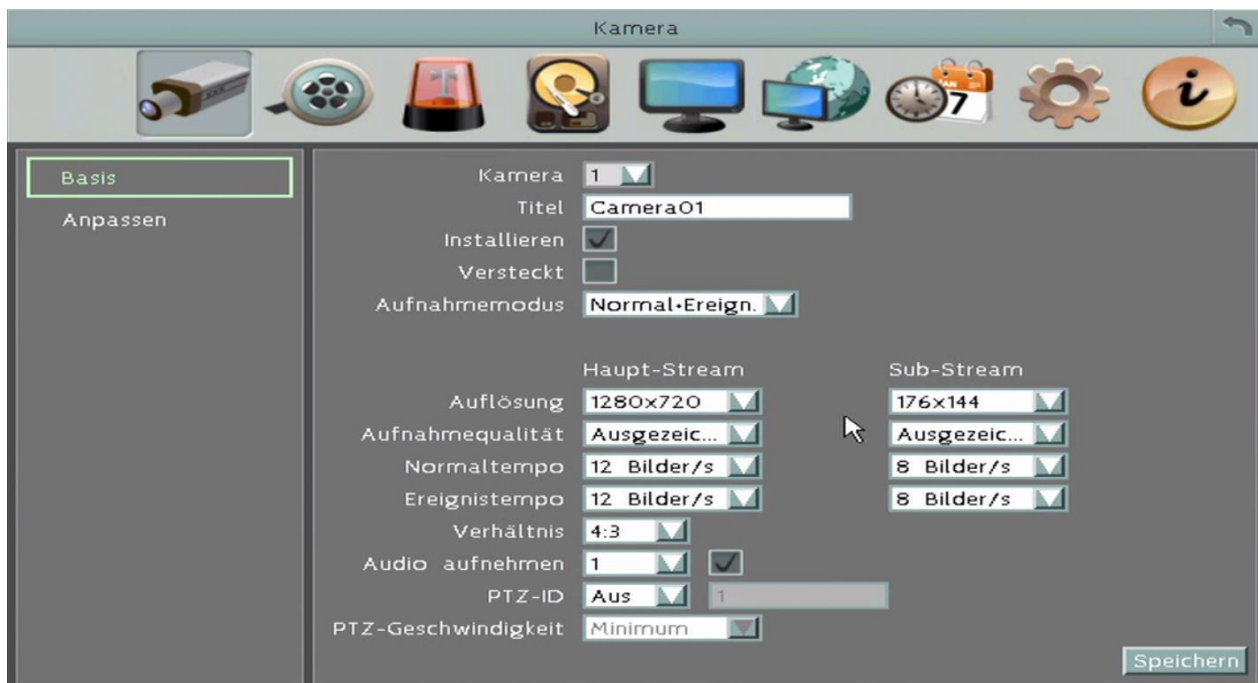 Kamera
7
Basis
Anpassen
Kamera 1
Titel Camera01
Installieren
Versteckt
Aufnahmemodus Normal+Ereign.
Haupt-Stream Sub-Stream
Auflösung 1280x720 176x144
Aufnahmequalität Ausgezeic... Ausgezeic...
Normaltempo 12 Bilder/s 8 Bilder/s
Ereignistempo 12 Bilder/s 8 Bilder/s
Verhältnis 4:3
Audio aufnehmen 1
PTZ-ID Aus 1
PTZ-Geschwindigkeit Minimum
Speichern